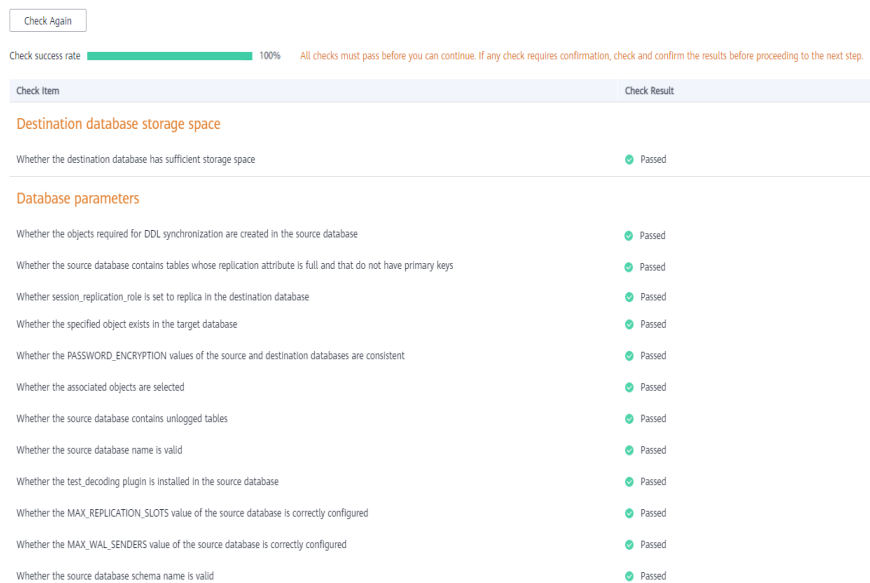 Check Again
Check success rate 100% All checks must pass before you can continue. If any check requires confirmation, check and confirm the results before proceeding to the next step.
Check Item Check Result
Destination database storage space
Whether the destination database has sufficient storage space Passed
Database parameters
Whether the objects required for DDL synchronization are created in the source database Passed
Whether the source database contains tables whose replication attribute is full and that do not have primary keys Passed
Whether session_replication_role is set to replica in the destination database Passed
Whether the specified object exists in the target database Passed
Whether the PASSWORD_ENCRYPTION values of the source and destination databases are consistent Passed
Whether the associated objects are selected Passed
Whether the source database contains unlogged tables Passed
Whether the source database name is valid Passed
Whether the test_decoding plugin is installed in the source database Passed
Whether the MAX_REPLICATION_SLOTS value of the source database is correctly configured Passed
Whether the MAX_WAL_SENDERS value of the source database is correctly configured Passed
Whether the source database schema name is valid Passed